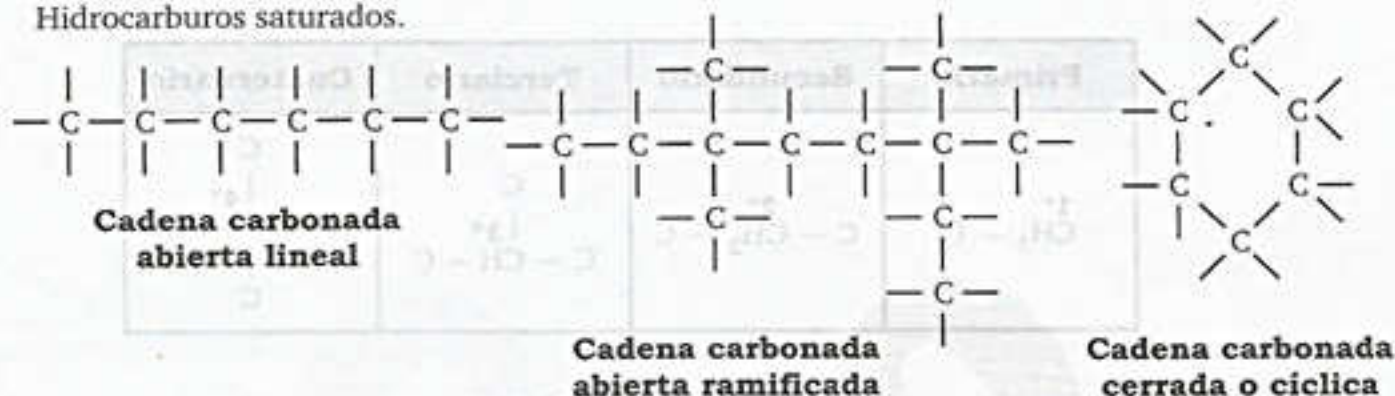 Hidrocarburos saturados.
— C — C — C — C — C — C —
Cadena carbonada
abierta lineal
— C —
— C —
— C — C — C — C — C — C — C —
— C —
— C —
— C —
Cadena carbonada
abierta ramificada
C
C
C
C
C
C
Cadena carbonada
cerrada o cíclica